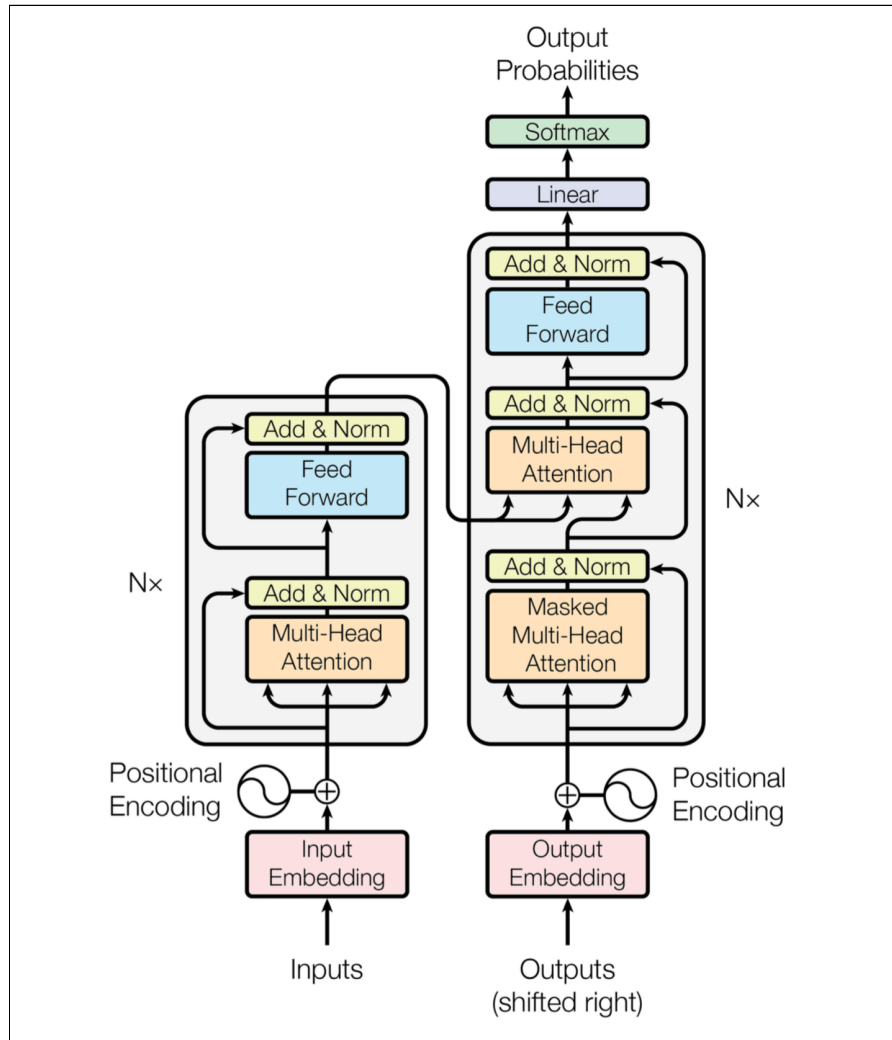 Output
Probabilities
Softmax
Linear
Add & Norm
Feed
Forward
Add & Norm
Multi-Head
Attention
Add & Norm
Masked
Multi-Head
Attention
N×
Add & Norm
Feed
Forward
Add & Norm
Multi-Head
Attention
N×
Positional
Encoding
Input
Embedding
Inputs
Positional
Encoding
Output
Embedding
Outputs
(shifted right)